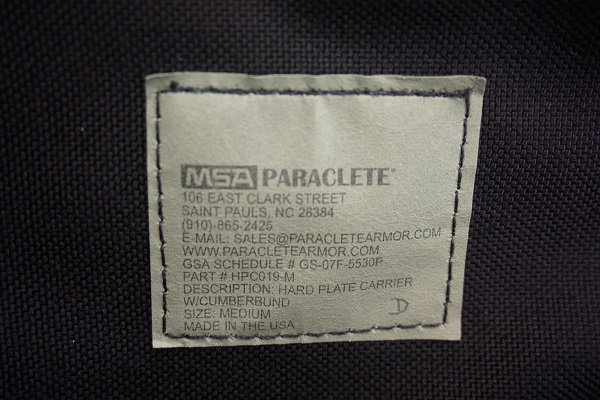 MSA PARACLETE®
106 EAST CLARK STREET
SAINT PAULS, NC 28384
(910)-865-2425
E-MAIL: SALES@PARACLETEARMOR.COM
WWW.PARACLETEARMOR.COM
GSA SCHEDULE # GS-07F-5530P
PART # HPC019-M
DESCRIPTION: HARD PLATE CARRIER
W/CUMBERBUND
SIZE: MEDIUM
MADE IN THE USA
D